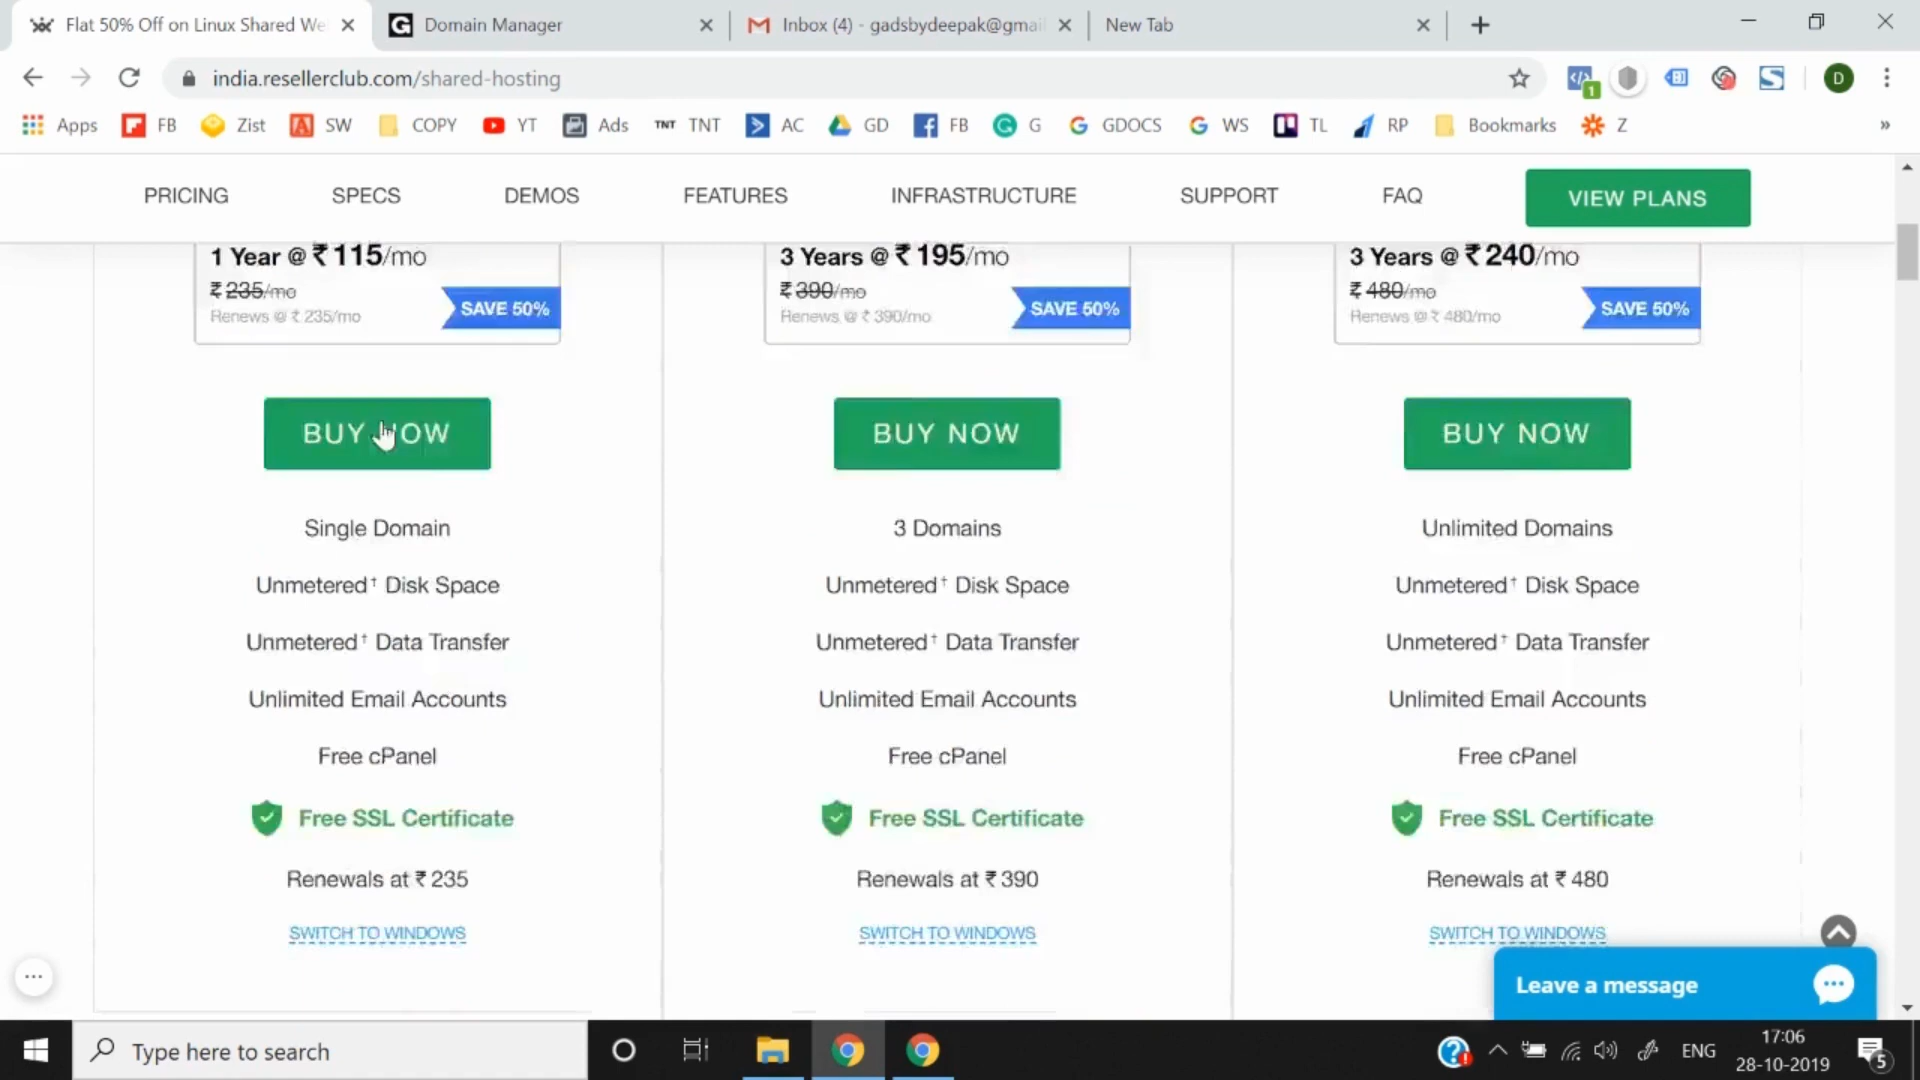 Flat 50% Off on Linux Shared We
Domain Manager
Inbox (4) - gadsbydeepak@gmai
New Tab
india.resellerclub.com/shared-hosting
D
1
Apps
FB
Zist
SW
COPY
YT
Ads
TNT TNT
AC
GD
FB
G
GDOCS
WS
TL
RP
Bookmarks
Z
»
PRICING
SPECS
DEMOS
FEATURES
INFRASTRUCTURE
SUPPORT
FAQ
VIEW PLANS
1 Year @ ₹115/mo
₹235/mo
Renews @ ₹ 235/mo
SAVE 50%
3 Years @ ₹195/mo
₹390/mo
Renews @ ₹ 390/mo
SAVE 50%
3 Years @ ₹240/mo
₹480/mo
Renews @ ₹ 480/mo
SAVE 50%
BUY NOW
BUY NOW
BUY NOW
Single Domain
3 Domains
Unlimited Domains
Unmetered† Disk Space
Unmetered† Disk Space
Unmetered† Disk Space
Unmetered† Data Transfer
Unmetered† Data Transfer
Unmetered† Data Transfer
Unlimited Email Accounts
Unlimited Email Accounts
Unlimited Email Accounts
Free cPanel
Free cPanel
Free cPanel
Free SSL Certificate
Free SSL Certificate
Free SSL Certificate
Renewals at ₹235
Renewals at ₹390
Renewals at ₹480
SWITCH TO WINDOWS
SWITCH TO WINDOWS
SWITCH TO WINDOWS
Leave a message
Type here to search
ENG
17:06
28-10-2019
5